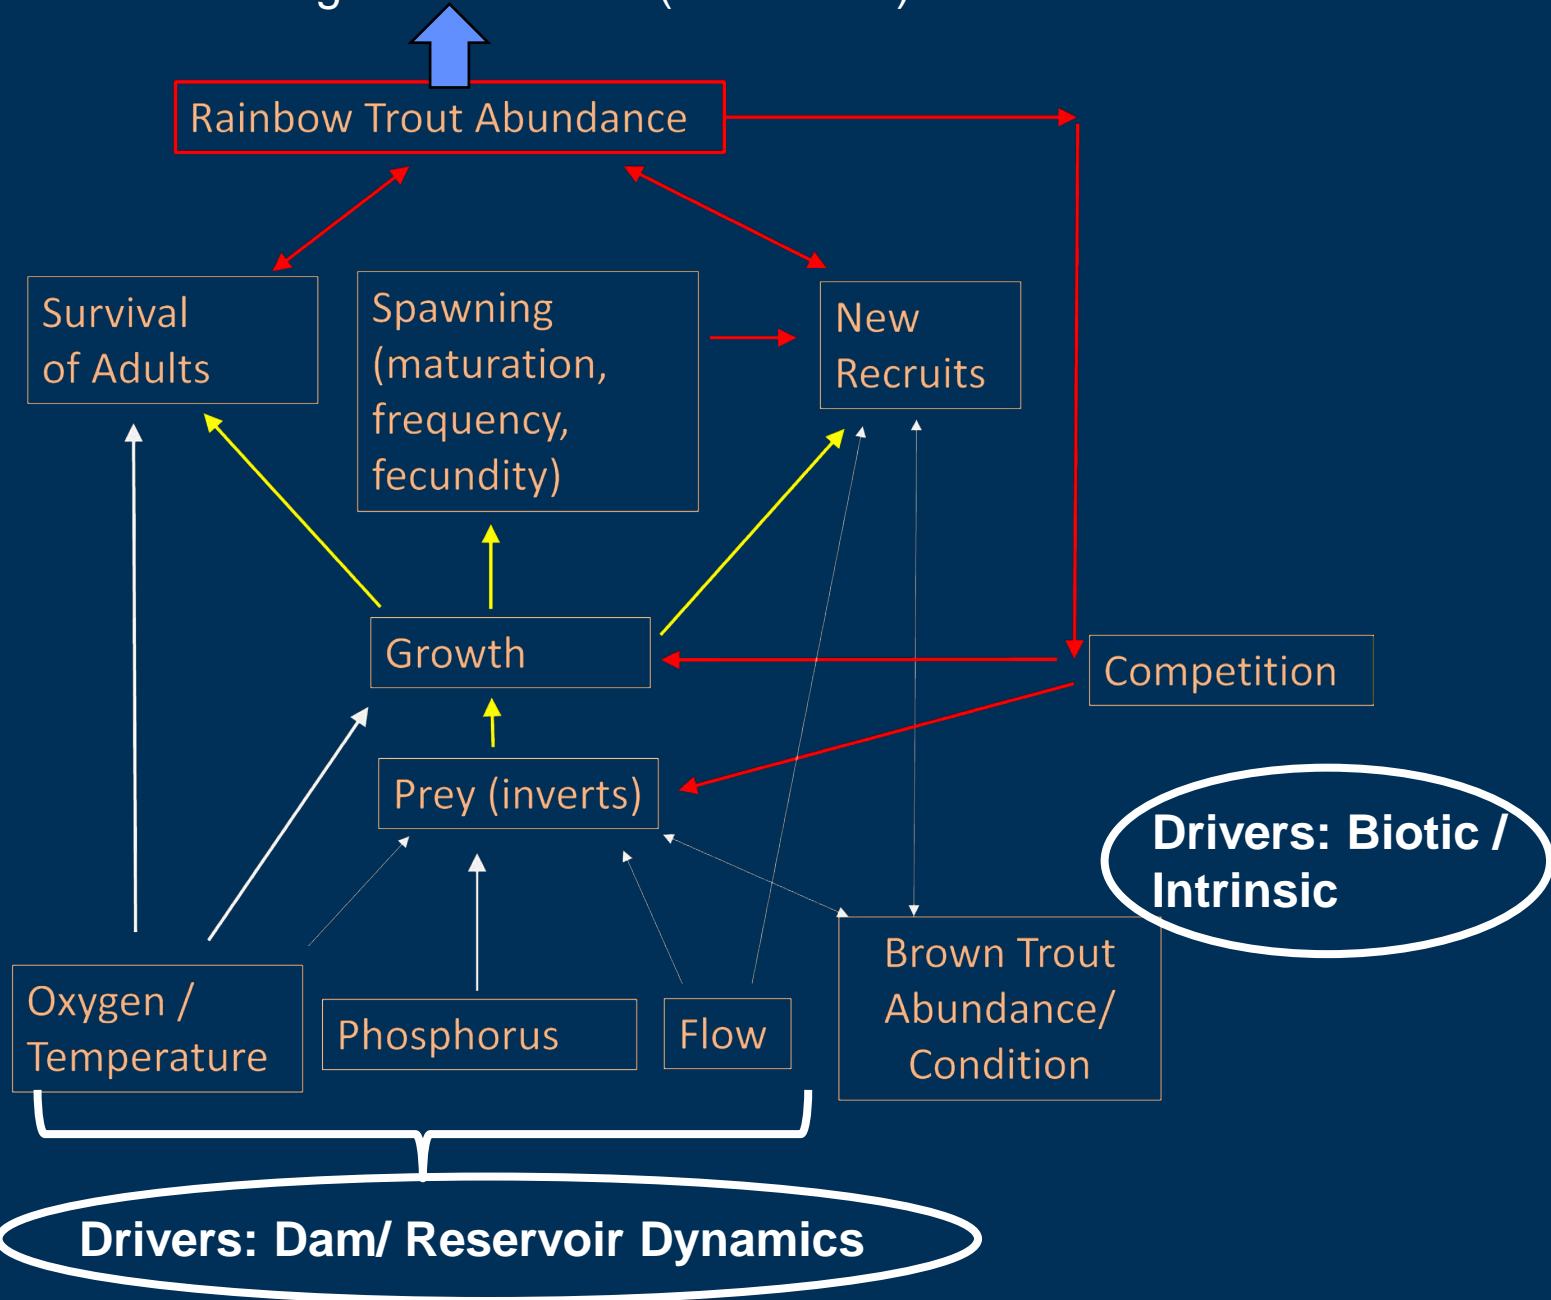 Rainbow Trout Abundance
Survival
of Adults
Spawning
(maturation,
frequency,
fecundity)
New
Recruits
Growth
Competition
Prey (inverts)
Drivers: Biotic /
Intrinsic
Oxygen /
Temperature
Phosphorus
Flow
Brown Trout
Abundance/
Condition
Drivers: Dam/ Reservoir Dynamics